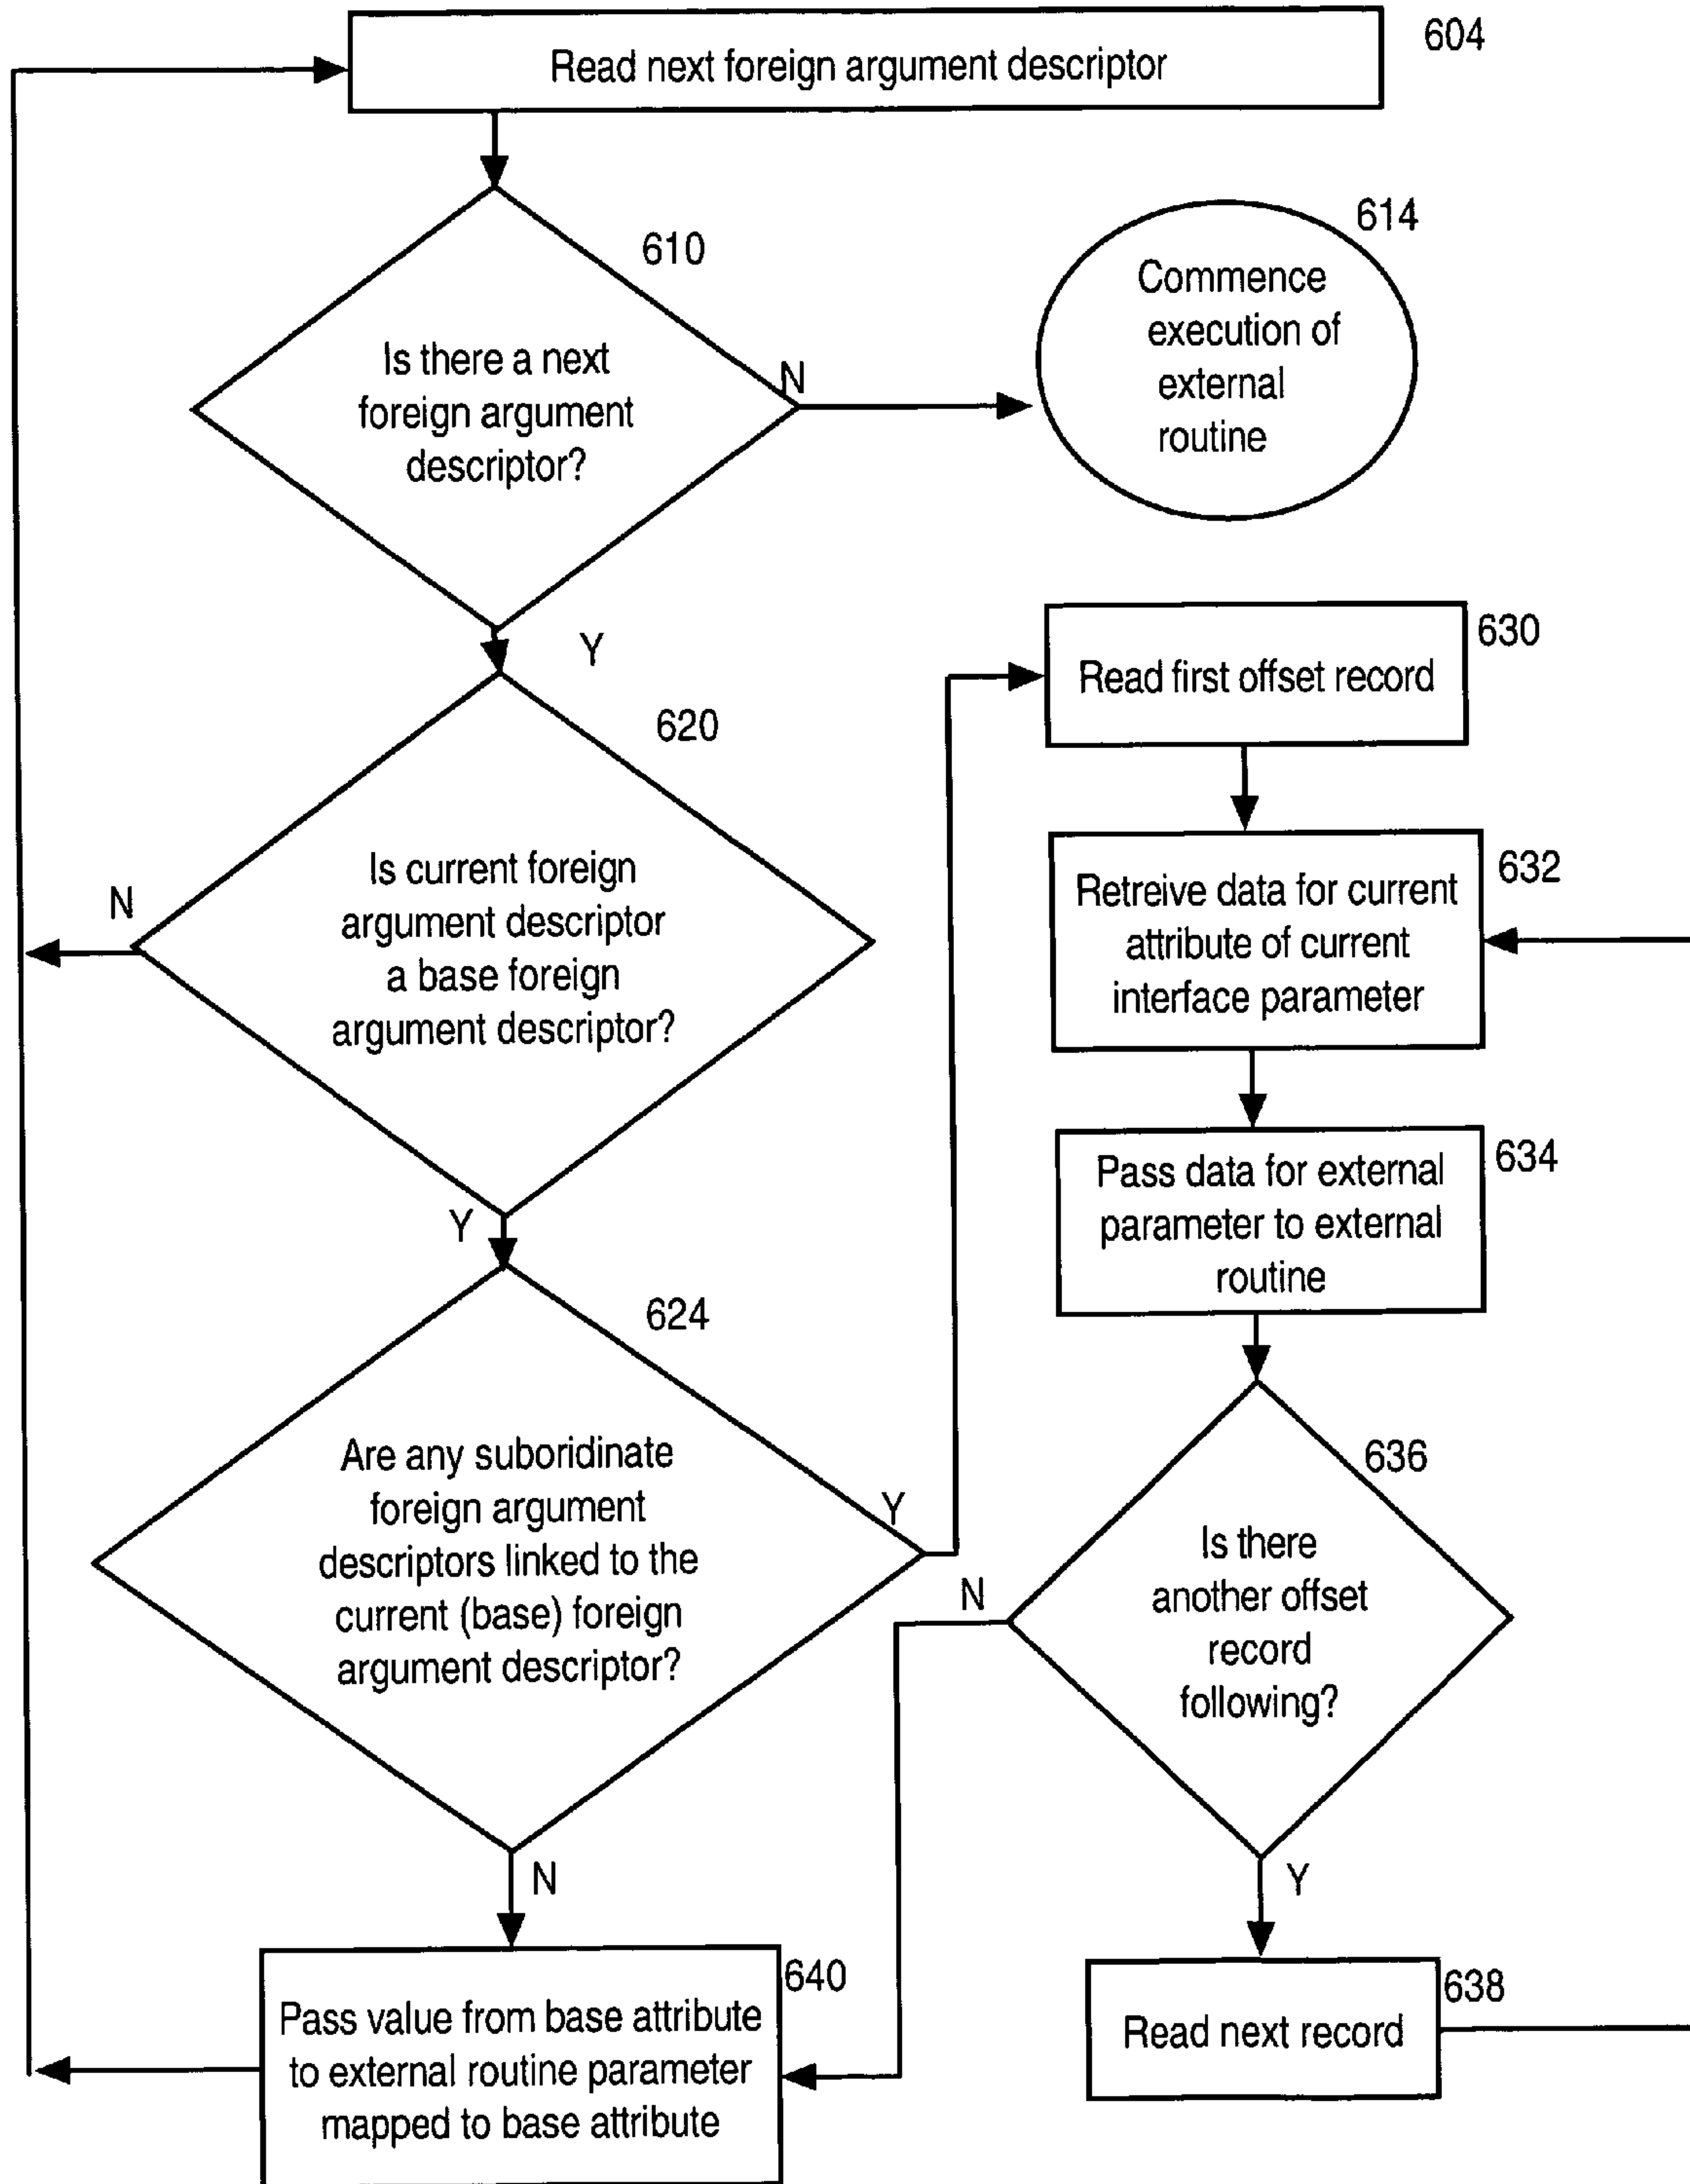 604
Read next foreign argument descriptor
610
Is there a next
foreign argument
descriptor?
N
614
Commence
execution of
external
routine
Y
620
Is current foreign
argument descriptor
a base foreign
argument descriptor?
N
Y
624
Are any suboridinate
foreign argument
descriptors linked to the
current (base) foreign
argument descriptor?
Y
N
630
Read first offset record
632
Retreive data for current
attribute of current
interface parameter
634
Pass data for external
parameter to external
routine
636
Is there
another offset
record
following?
N
Y
638
Read next record
640
Pass value from base attribute
to external routine parameter
mapped to base attribute